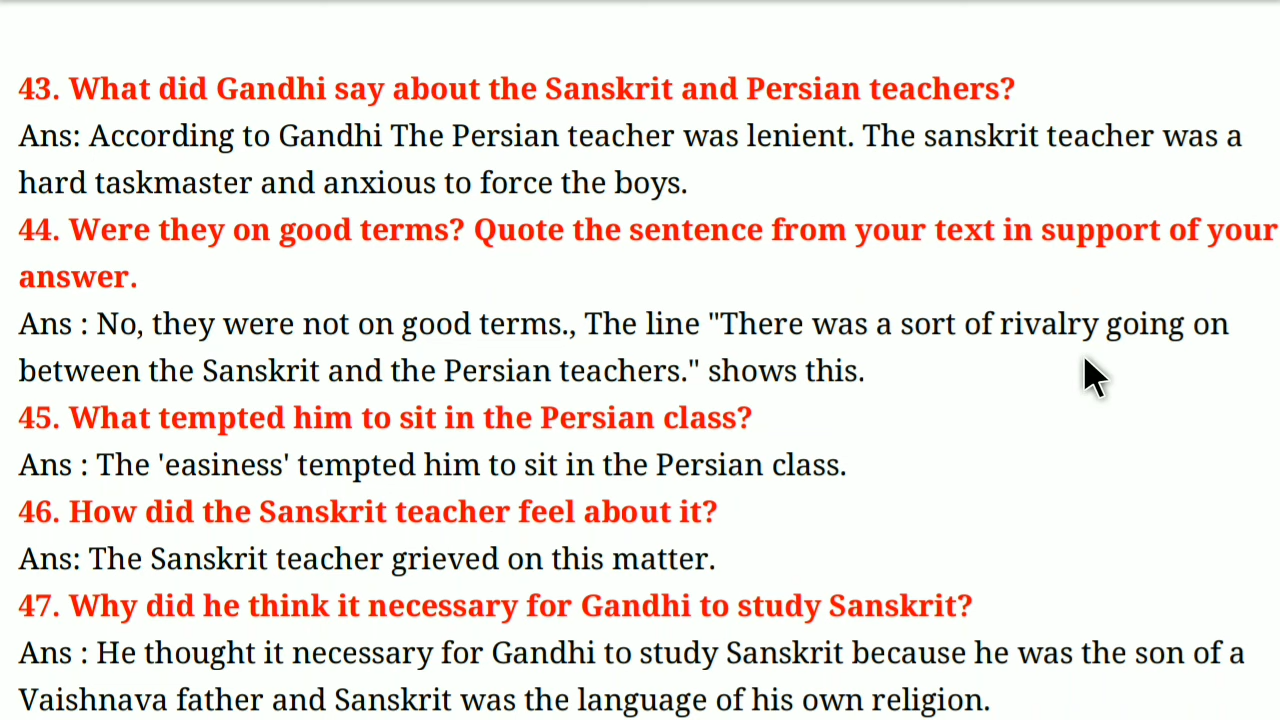 43. What did Gandhi say about the Sanskrit and Persian teachers?
Ans: According to Gandhi The Persian teacher was lenient. The sanskrit teacher was a
hard taskmaster and anxious to force the boys.
44. Were they on good terms? Quote the sentence from your text in support of your
answer.
Ans : No, they were not on good terms., The line "There was a sort of rivalry going on
between the Sanskrit and the Persian teachers." shows this.
45. What tempted him to sit in the Persian class?
Ans : The 'easiness' tempted him to sit in the Persian class.
46. How did the Sanskrit teacher feel about it?
Ans: The Sanskrit teacher grieved on this matter.
47. Why did he think it necessary for Gandhi to study Sanskrit?
Ans : He thought it necessary for Gandhi to study Sanskrit because he was the son of a
Vaishnava father and Sanskrit was the language of his own religion.